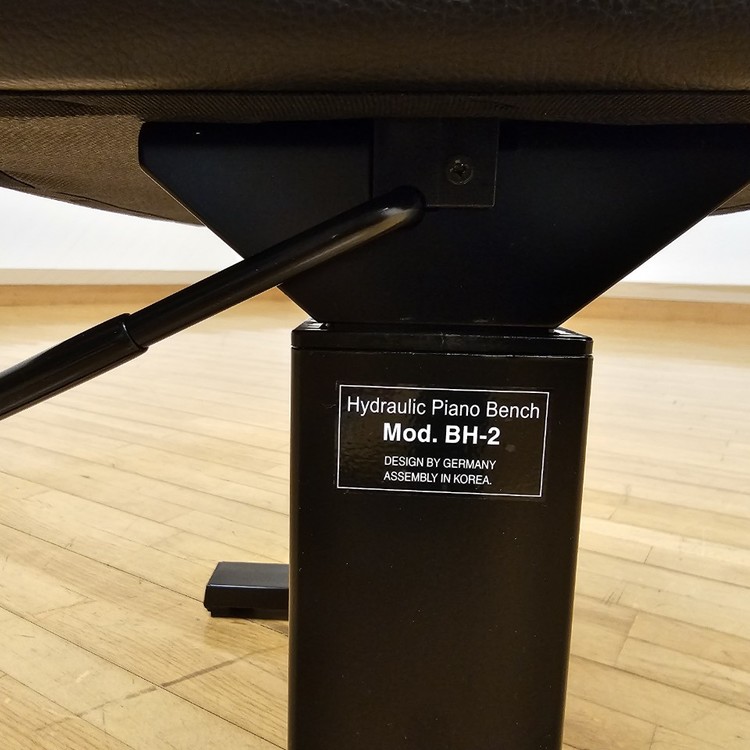 Hydraulic Piano Bench
Mod. BH-2
DESIGN BY GERMANY
ASSEMBLY IN KOREA.